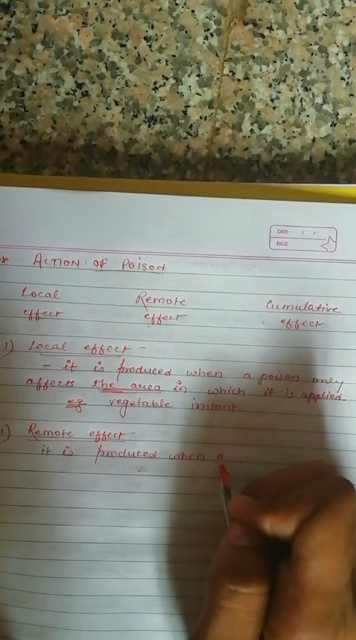 DATE / /
PAGE
* ACTION OF POISON
Local effect
Remote effect
Cumulative effect
1) Local effect -
- it is produced when a poison only
affects the area in which it is applied.
eg vegetable irritant
Remote effect -
it is produced when